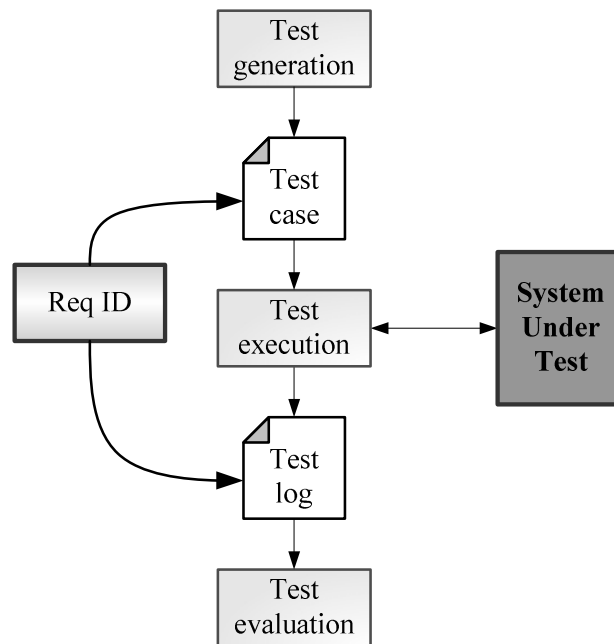 Test
generation
Test
case
Req ID
Test
execution
System
Under
Test
Test
log
Test
evaluation